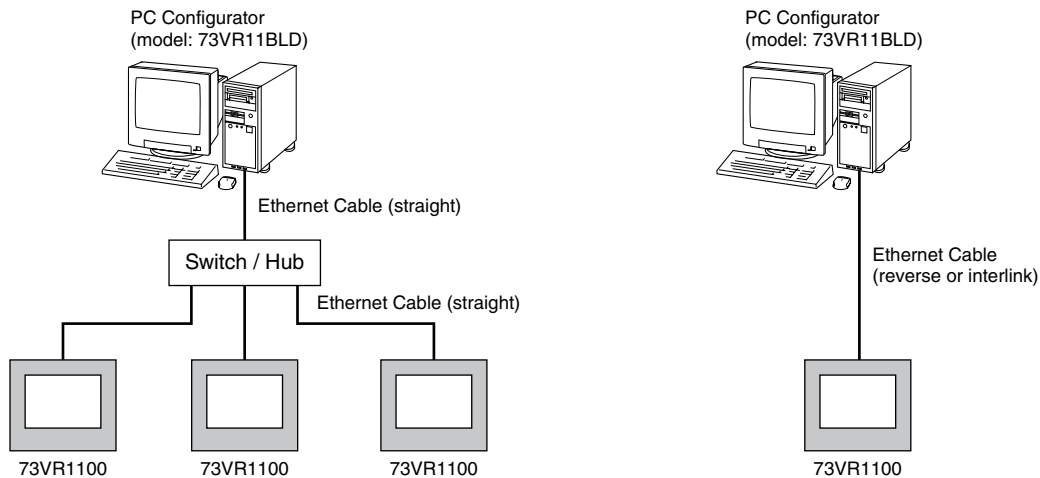 PC Configurator
(model: 73VR11BLD)
Ethernet Cable (straight)
Switch / Hub
Ethernet Cable (straight)
73VR1100
73VR1100
73VR1100
PC Configurator
(model: 73VR11BLD)
Ethernet Cable
(reverse or interlink)
73VR1100